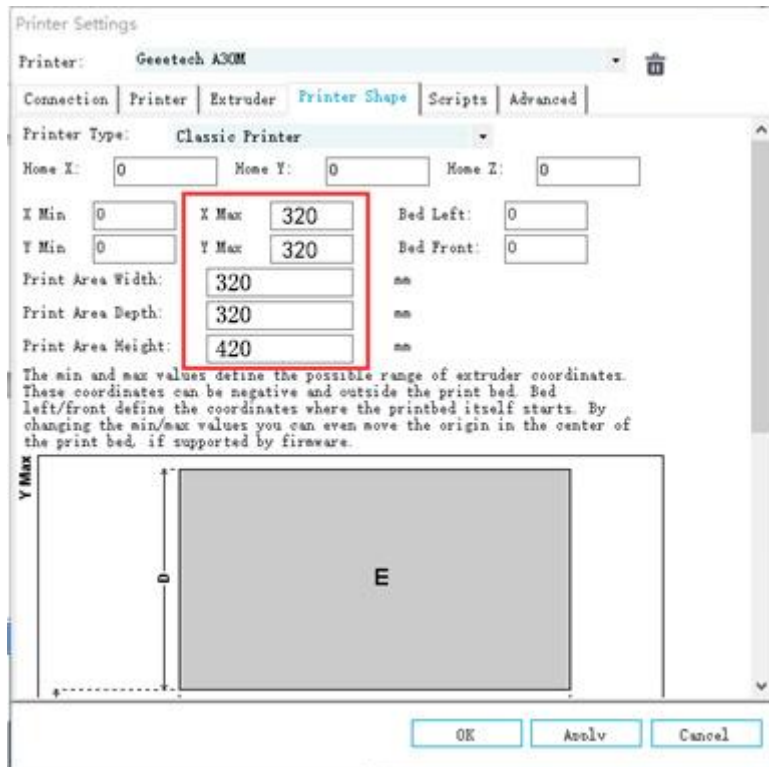 Printer Settings
Printer: Geeetech A30M
Connection Printer Extruder Printer Shape Scripts Advanced
Printer Type: Classic Printer
Home X: 0 Home Y: 0 Home Z: 0
X Min 0 X Max 320 Bed Left: 0
Y Min 0 Y Max 320 Bed Front: 0
Print Area Width: 320 mm
Print Area Depth: 320 mm
Print Area Height: 420 mm
The min and max values define the possible range of extruder coordinates.
These coordinates can be negative and outside the print bed. Bed
left/front define the coordinates where the printbed itself starts. By
changing the min/max values you can even move the origin in the center of
the print bed, if supported by firmware.
Y Max
D
E
OK Apply Cancel